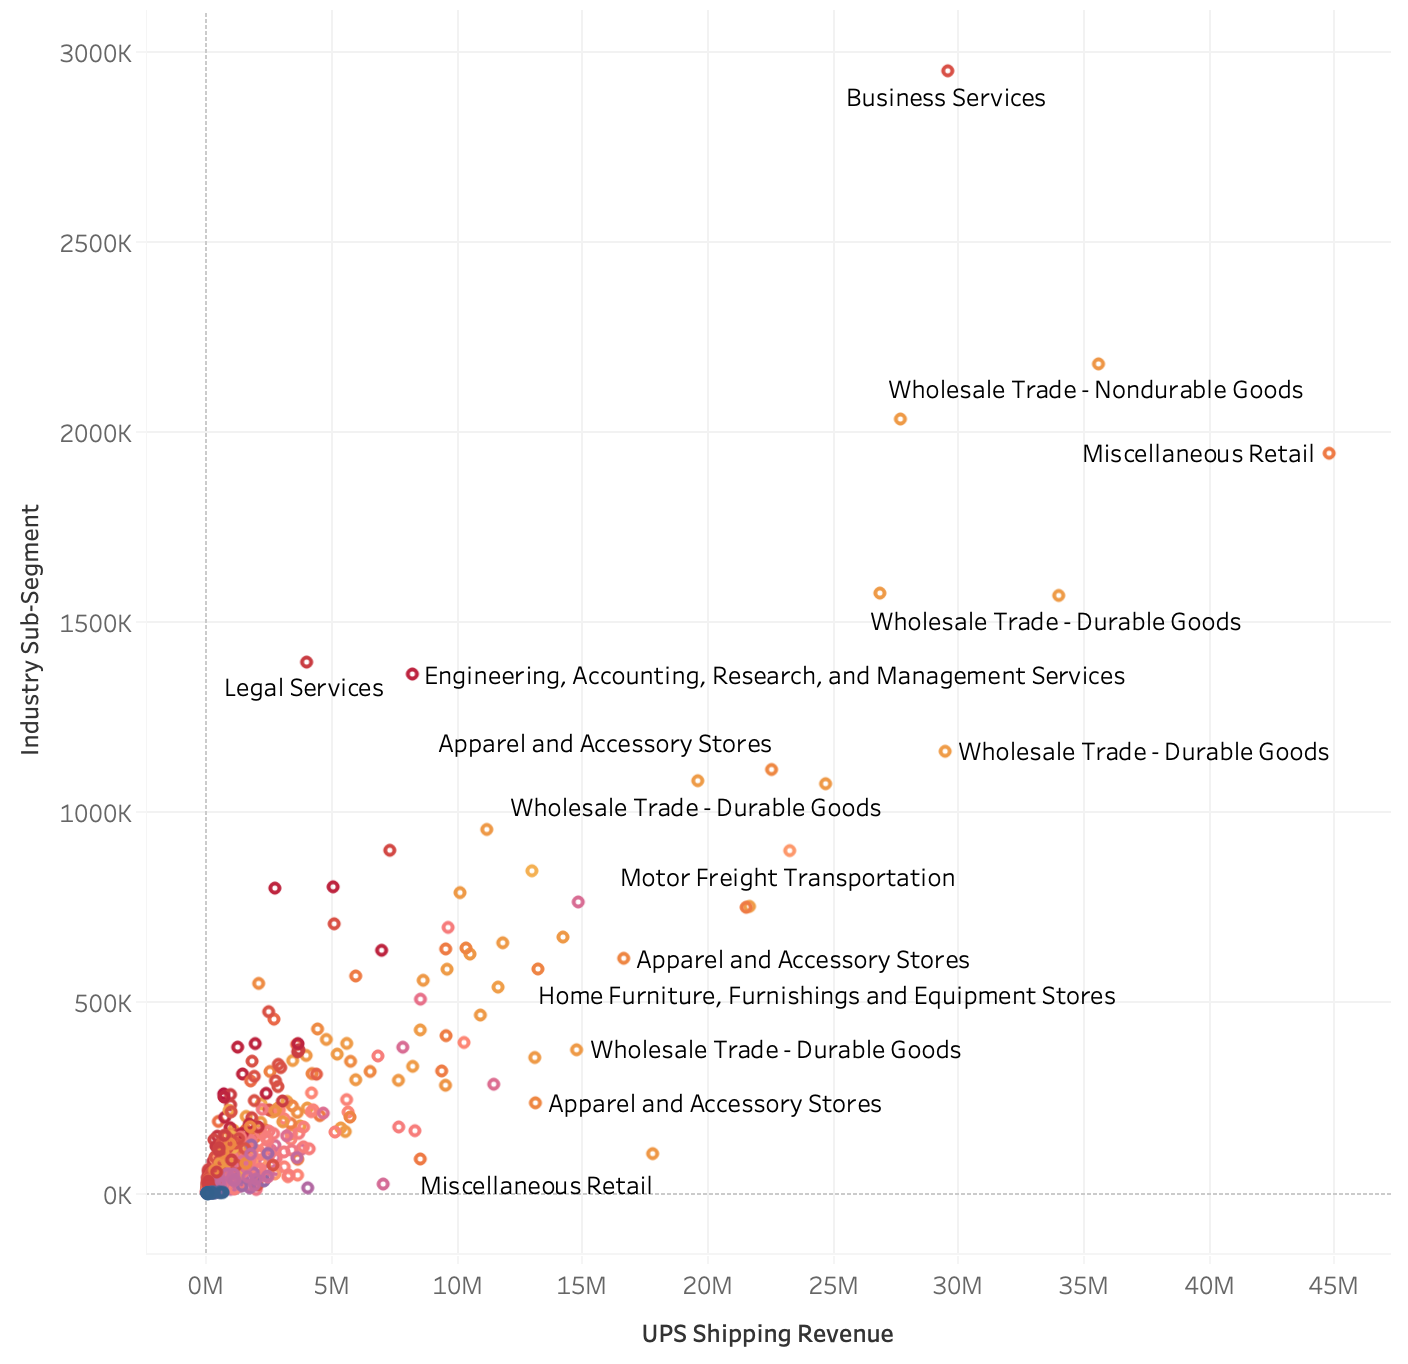 3000K
Business Services
2500K
Wholesale Trade - Nondurable Goods
2000K
Miscellaneous Retail
1500K
Wholesale Trade - Durable Goods
Engineering, Accounting, Research, and Management Services
Legal Services
Industry Sub-Segment
Apparel and Accessory Stores
Wholesale Trade - Durable Goods
1000K
Wholesale Trade - Durable Goods
Motor Freight Transportation
Apparel and Accessory Stores
500K
Home Furniture, Furnishings and Equipment Stores
Wholesale Trade - Durable Goods
Apparel and Accessory Stores
Miscellaneous Retail
0K
0M 5M 10M 15M 20M 25M 30M 35M 40M 45M
UPS Shipping Revenue